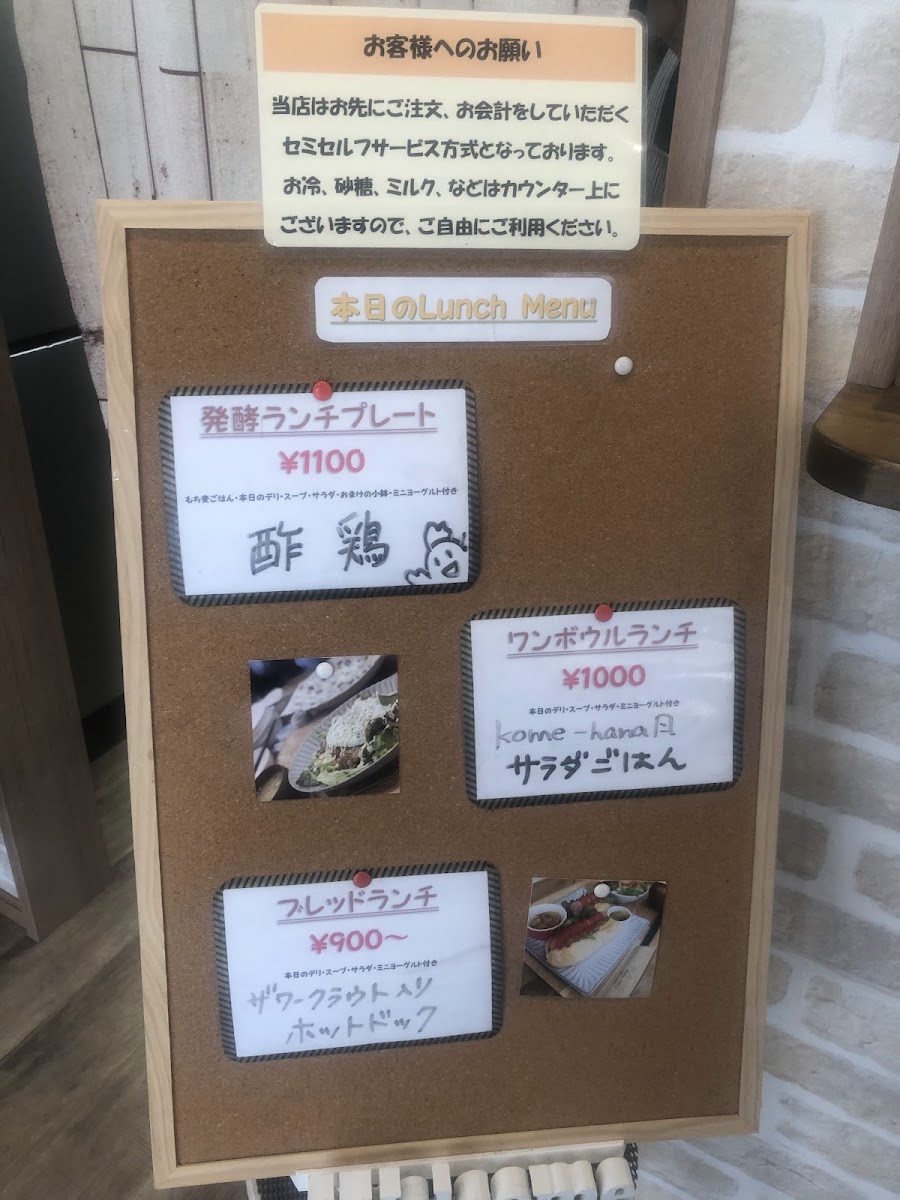 お客様へのお願い
当店はお先にご注文、お会計をしていただく
セミセルフサービス方式となっております。
お冷、砂糖、ミルク、などはカウンター上に
ございますので、ご自由にご利用ください。
本日のLunch Menu
発酵ランチプレート
¥1100
もち麦ごはん・本日のデリ・スープ・サラダ・おまけの小鉢・ミニヨーグルト付き
酢鶏
ワンボウルランチ
¥1000
本日のデリ・スープ・サラダ・ミニヨーグルト付き
kome-hana風
サラダごはん
ブレッドランチ
¥900～
本日のデリ・スープ・サラダ・ミニヨーグルト付き
ザワークラウト入り
ホットドック